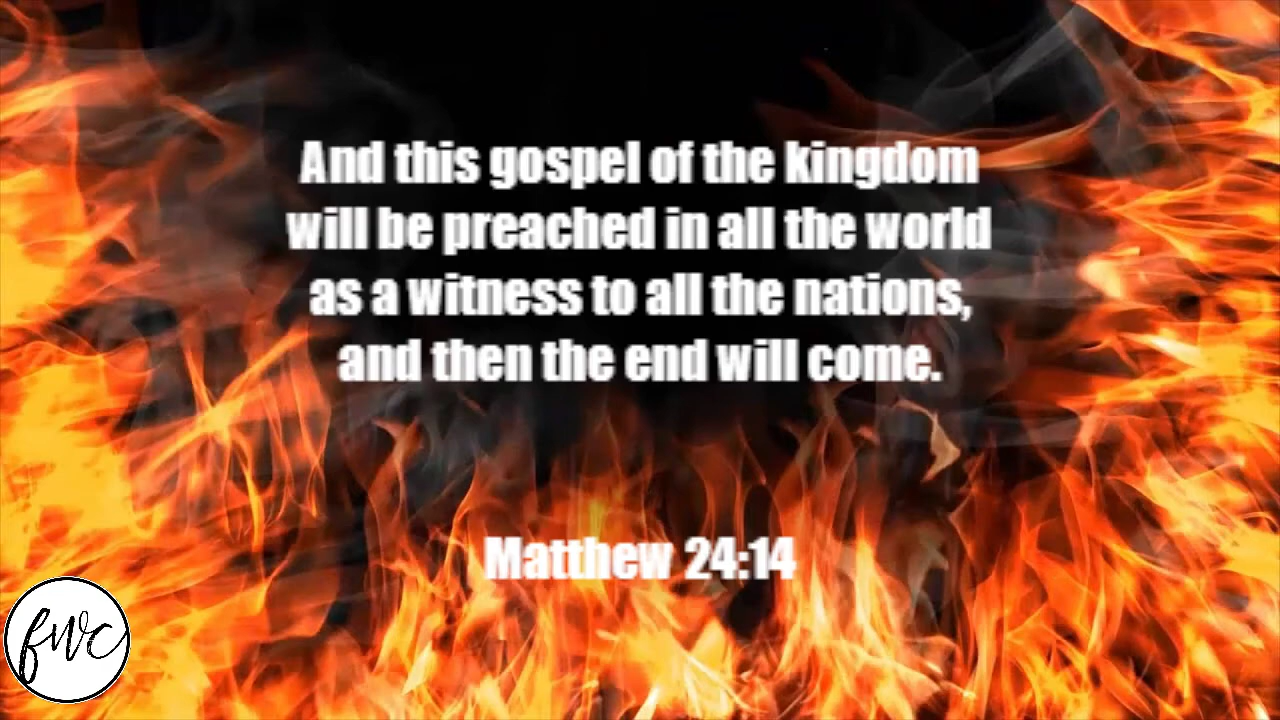 And this gospel of the kingdom
will be preached in all the world
as a witness to all the nations,
and then the end will come.
Matthew 24:14
fwc